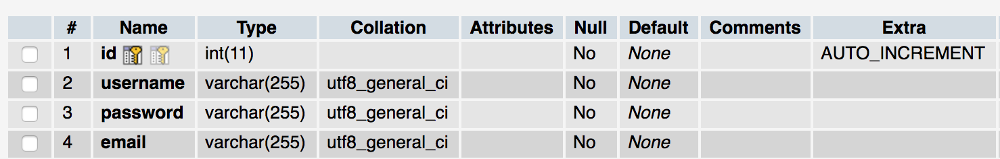 # Name Type Collation Attributes Null Default Comments Extra
1 id int(11) No None AUTO_INCREMENT
2 username varchar(255) utf8_general_ci No None
3 password varchar(255) utf8_general_ci No None
4 email varchar(255) utf8_general_ci No None